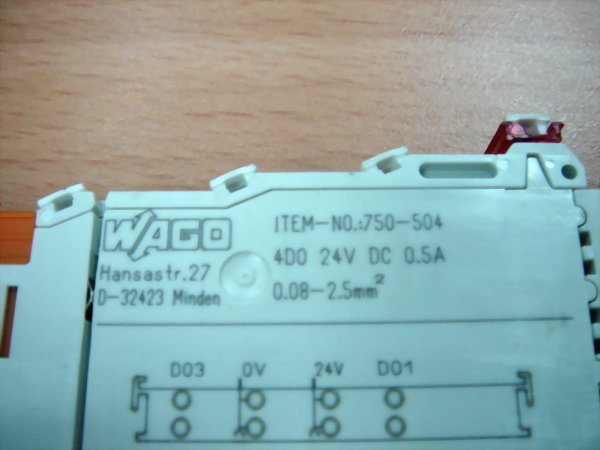 WAGO
Hansastr.27
D-32423 Minden
ITEM-NO.:750-504
4DO 24V DC 0.5A
0.08-2.5mm²
DO3 0V 24V DO1